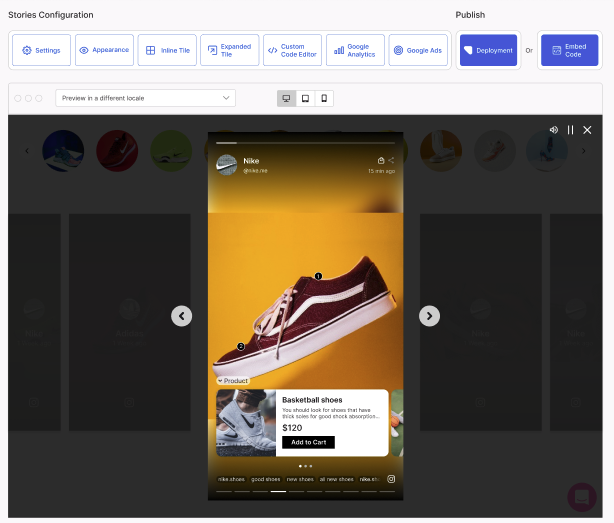 Stories Configuration
Publish
Settings
Appearance
Inline Tile
Expanded
Tile
Custom
Code Editor
Google
Analytics
Google Ads
Deployment
Or
Embed
Code
Preview in a different locale
Nike
@nike.me
15 min ago
1
2
Product
Basketball shoes
You should look for shoes that have
thick soles for good shock absorption...
$120
Add to Cart
nike shoes
good shoes
new shoes
all new shoes
nike.sh